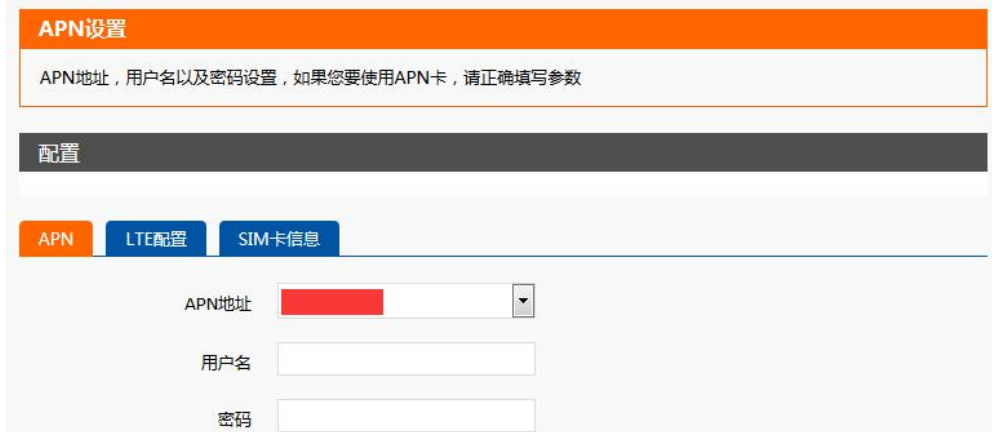 APN设置
APN地址，用户名以及密码设置，如果您要使用APN卡，请正确填写参数
配置
APN LTE配置 SIM卡信息
APN地址
用户名
密码